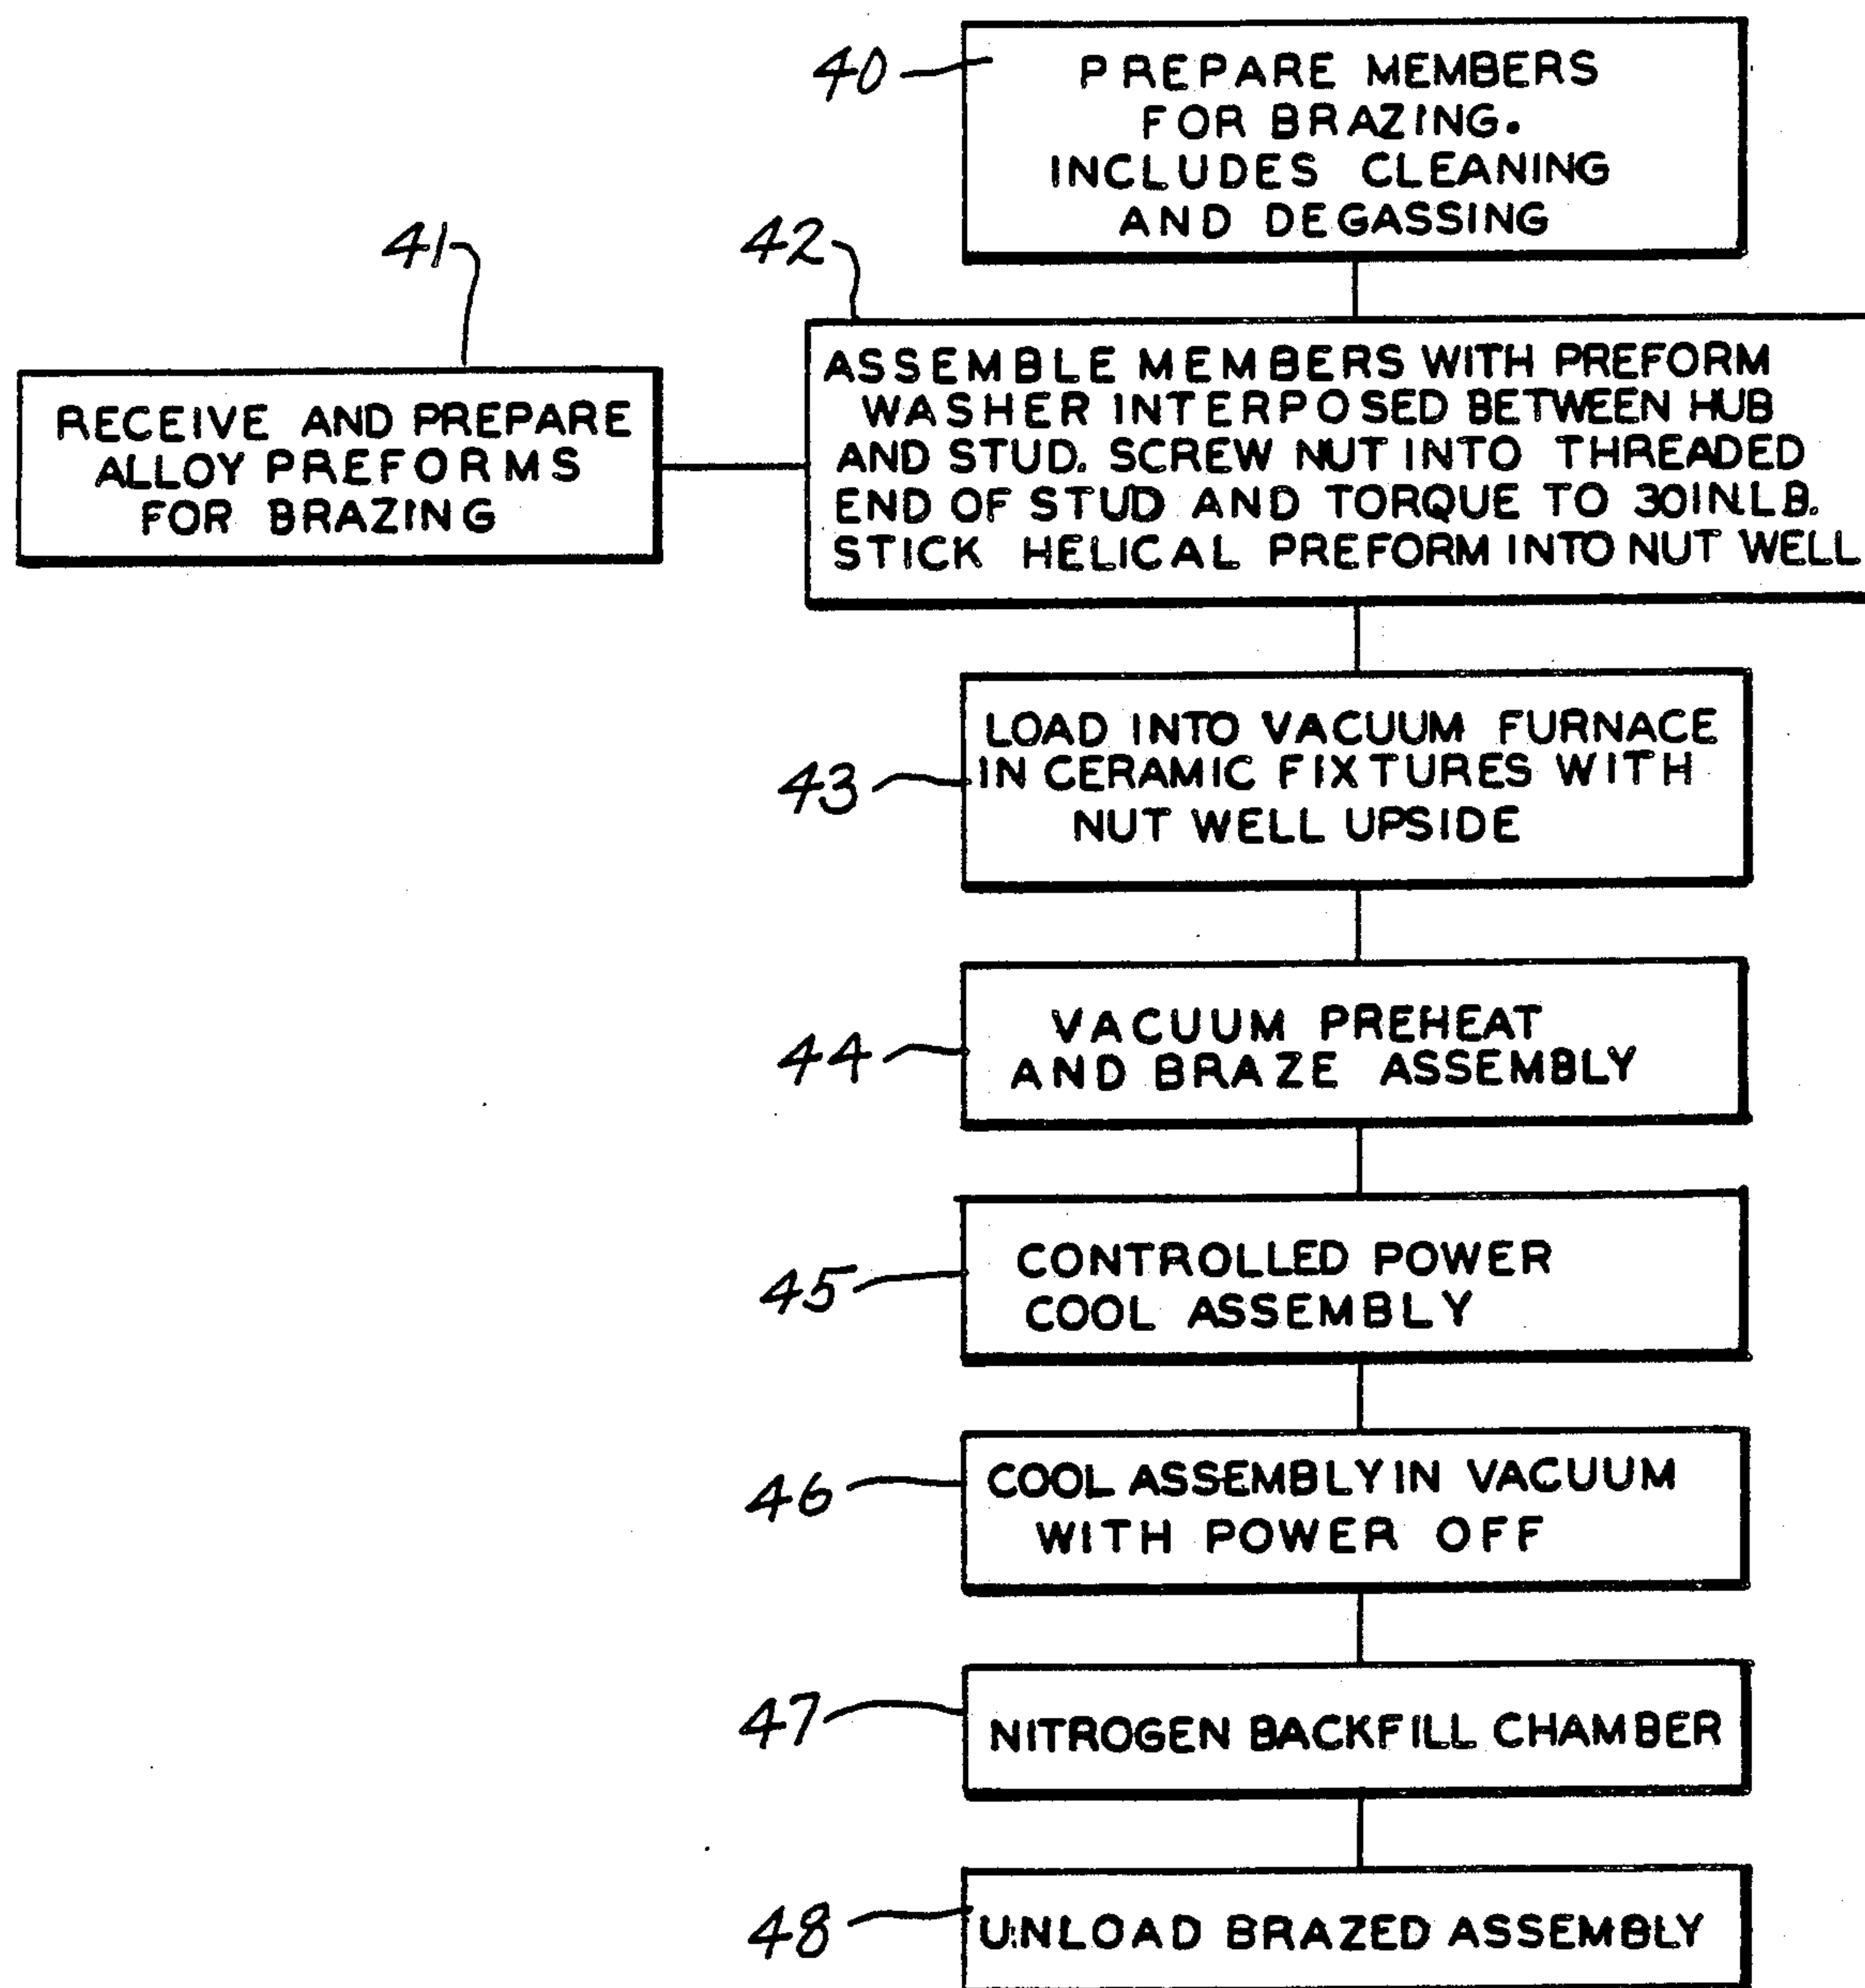 40
PREPARE MEMBERS
FOR BRAZING.
INCLUDES CLEANING
AND DEGASSING
41
RECEIVE AND PREPARE
ALLOY PREFORMS
FOR BRAZING
42
ASSEMBLE MEMBERS WITH PREFORM
WASHER INTERPOSED BETWEEN HUB
AND STUD. SCREW NUT INTO THREADED
END OF STUD AND TORQUE TO 30IN.LB.
STICK HELICAL PREFORM INTO NUT WELL
43
LOAD INTO VACUUM FURNACE
IN CERAMIC FIXTURES WITH
NUT WELL UPSIDE
44
VACUUM PREHEAT
AND BRAZE ASSEMBLY
45
CONTROLLED POWER
COOL ASSEMBLY
46
COOL ASSEMBLY IN VACUUM
WITH POWER OFF
47
NITROGEN BACKFILL CHAMBER
48
UNLOAD BRAZED ASSEMBLY